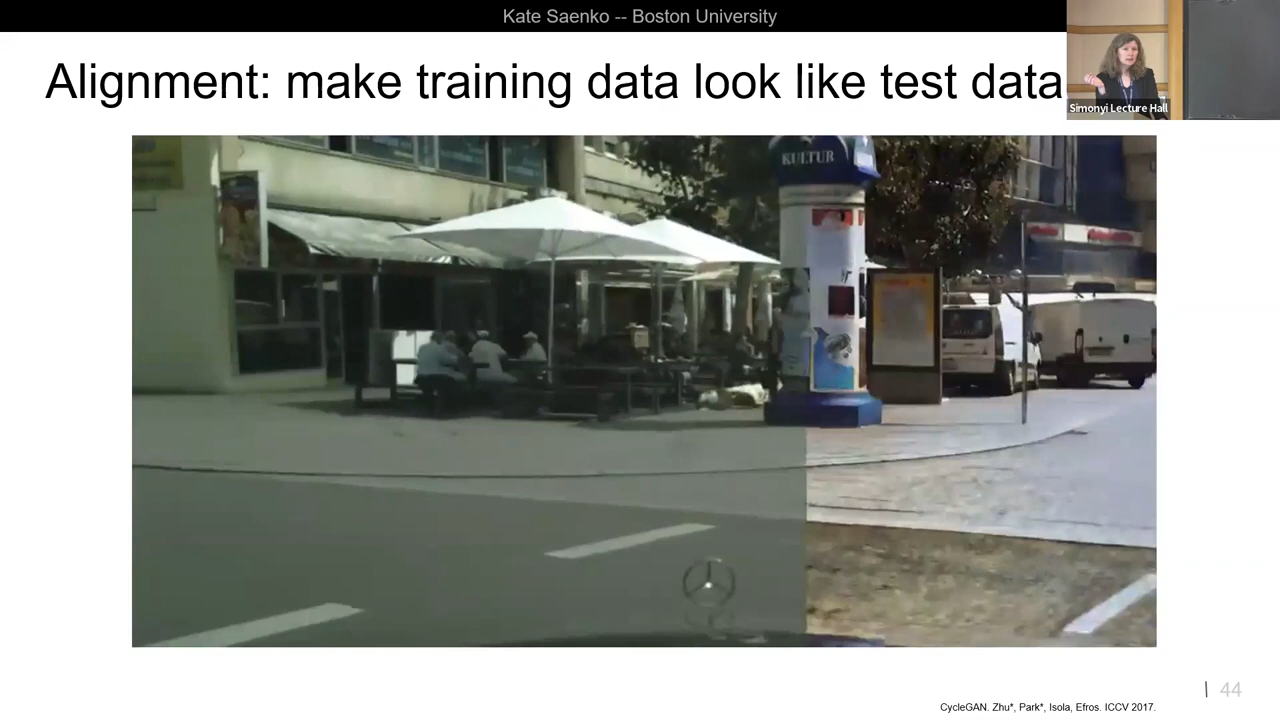 Kate Saenko -- Boston University
Alignment: make training data look like test data
Simonyi Lecture Hall
KULTUR
44
CycleGAN. Zhu*, Park*, Isola, Efros. ICCV 2017.